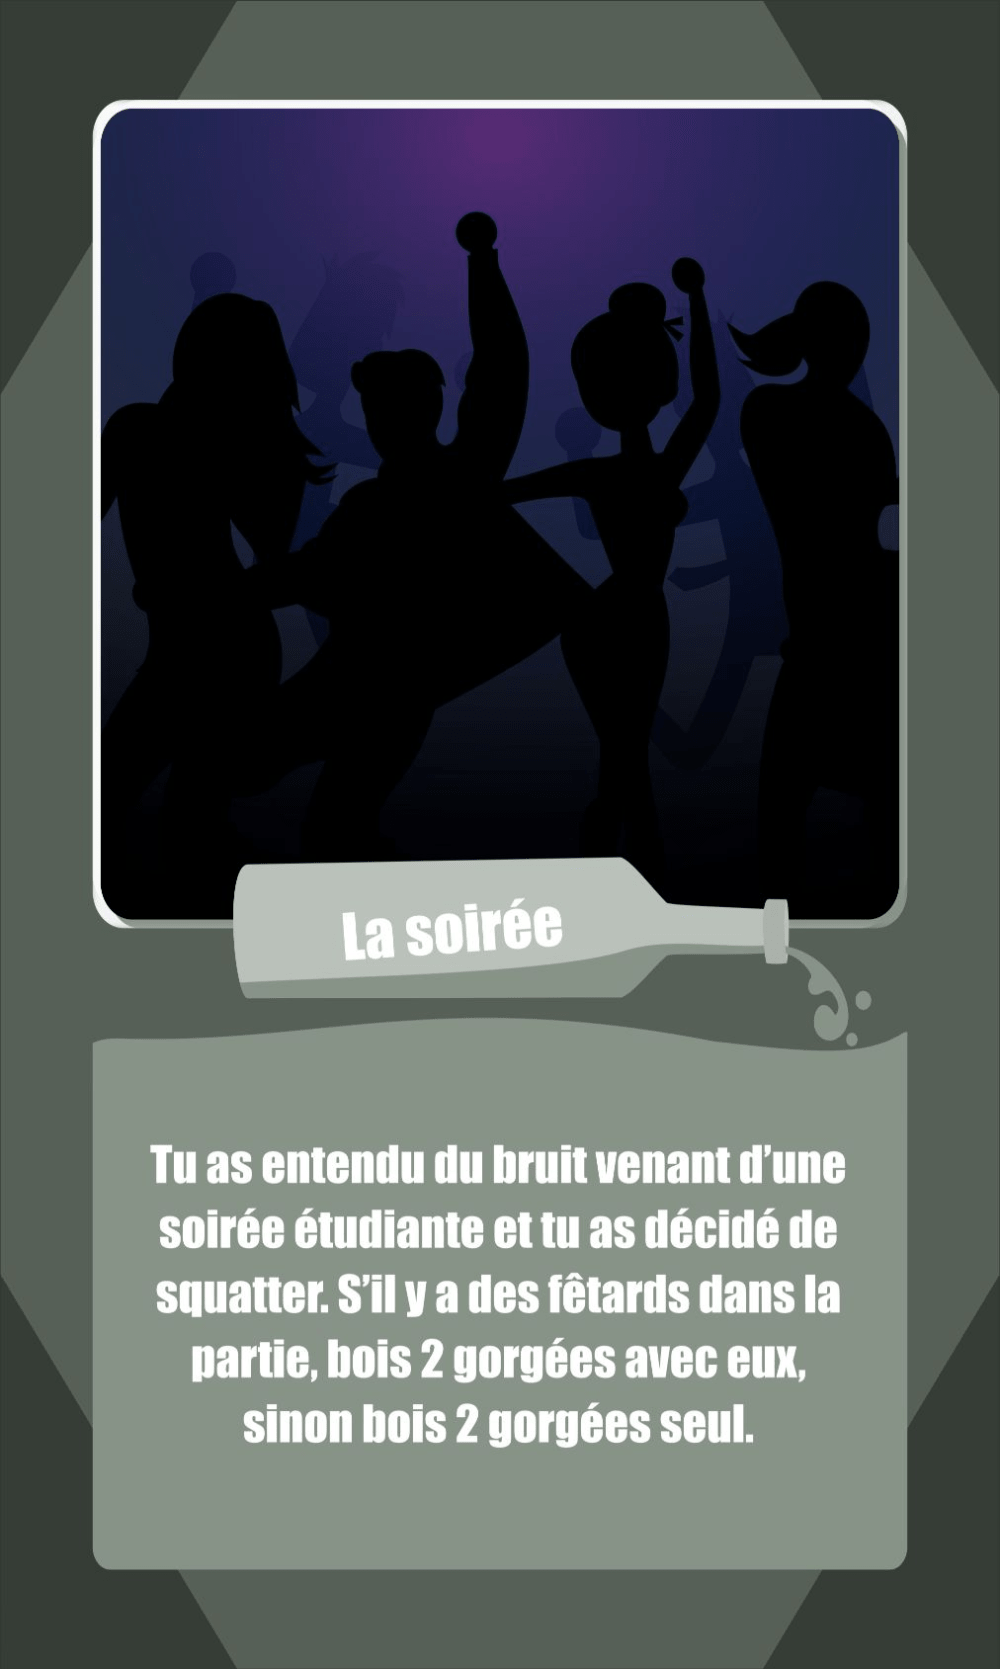 La soirée
Tu as entendu du bruit venant d’une
soirée étudiante et tu as décidé de
squatter. S’il y a des fêtards dans la
partie, bois 2 gorgées avec eux,
sinon bois 2 gorgées seul.